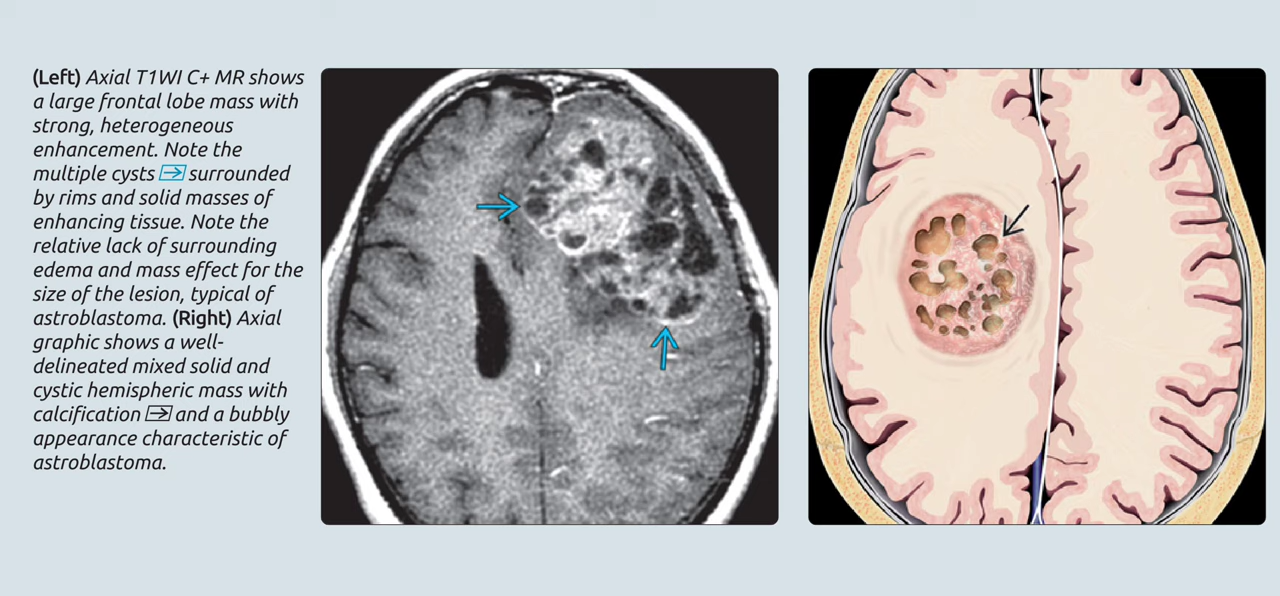 (Left) Axial T1WI C+ MR shows
a large frontal lobe mass with
strong, heterogeneous
enhancement. Note the
multiple cysts surrounded
by rims and solid masses of
enhancing tissue. Note the
relative lack of surrounding
edema and mass effect for the
size of the lesion, typical of
astroblastoma. (Right) Axial
graphic shows a well-
delineated mixed solid and
cystic hemispheric mass with
calcification and a bubbly
appearance characteristic of
astroblastoma.